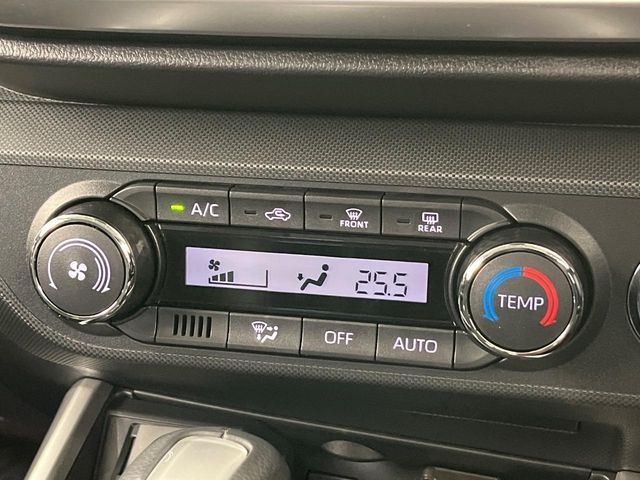 A/C
FRONT
REAR
25.5
TEMP
OFF
AUTO